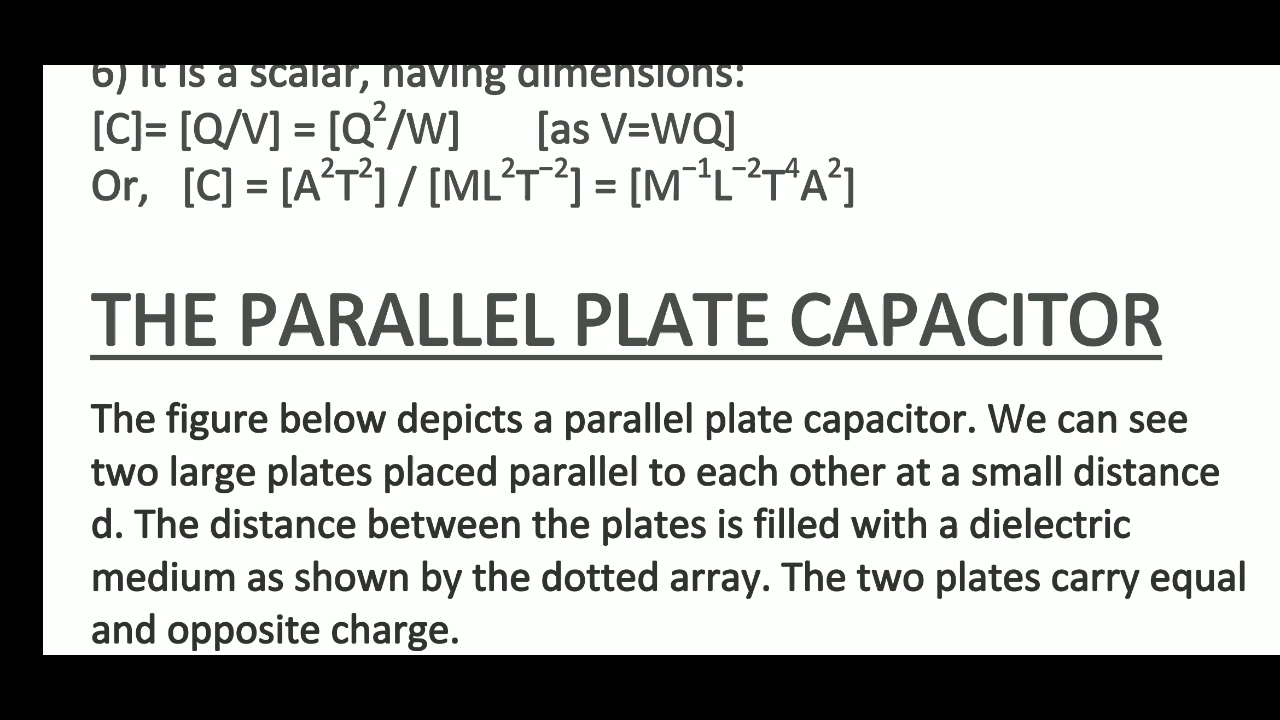 6) It is a scalar, having dimensions:
[C]= [Q/V] = [Q²/W] [as V=WQ]
Or, [C] = [A²T²] / [ML²T⁻²] = [M⁻¹L⁻²T⁴A²]
THE PARALLEL PLATE CAPACITOR
The figure below depicts a parallel plate capacitor. We can see
two large plates placed parallel to each other at a small distance
d. The distance between the plates is filled with a dielectric
medium as shown by the dotted array. The two plates carry equal
and opposite charge.